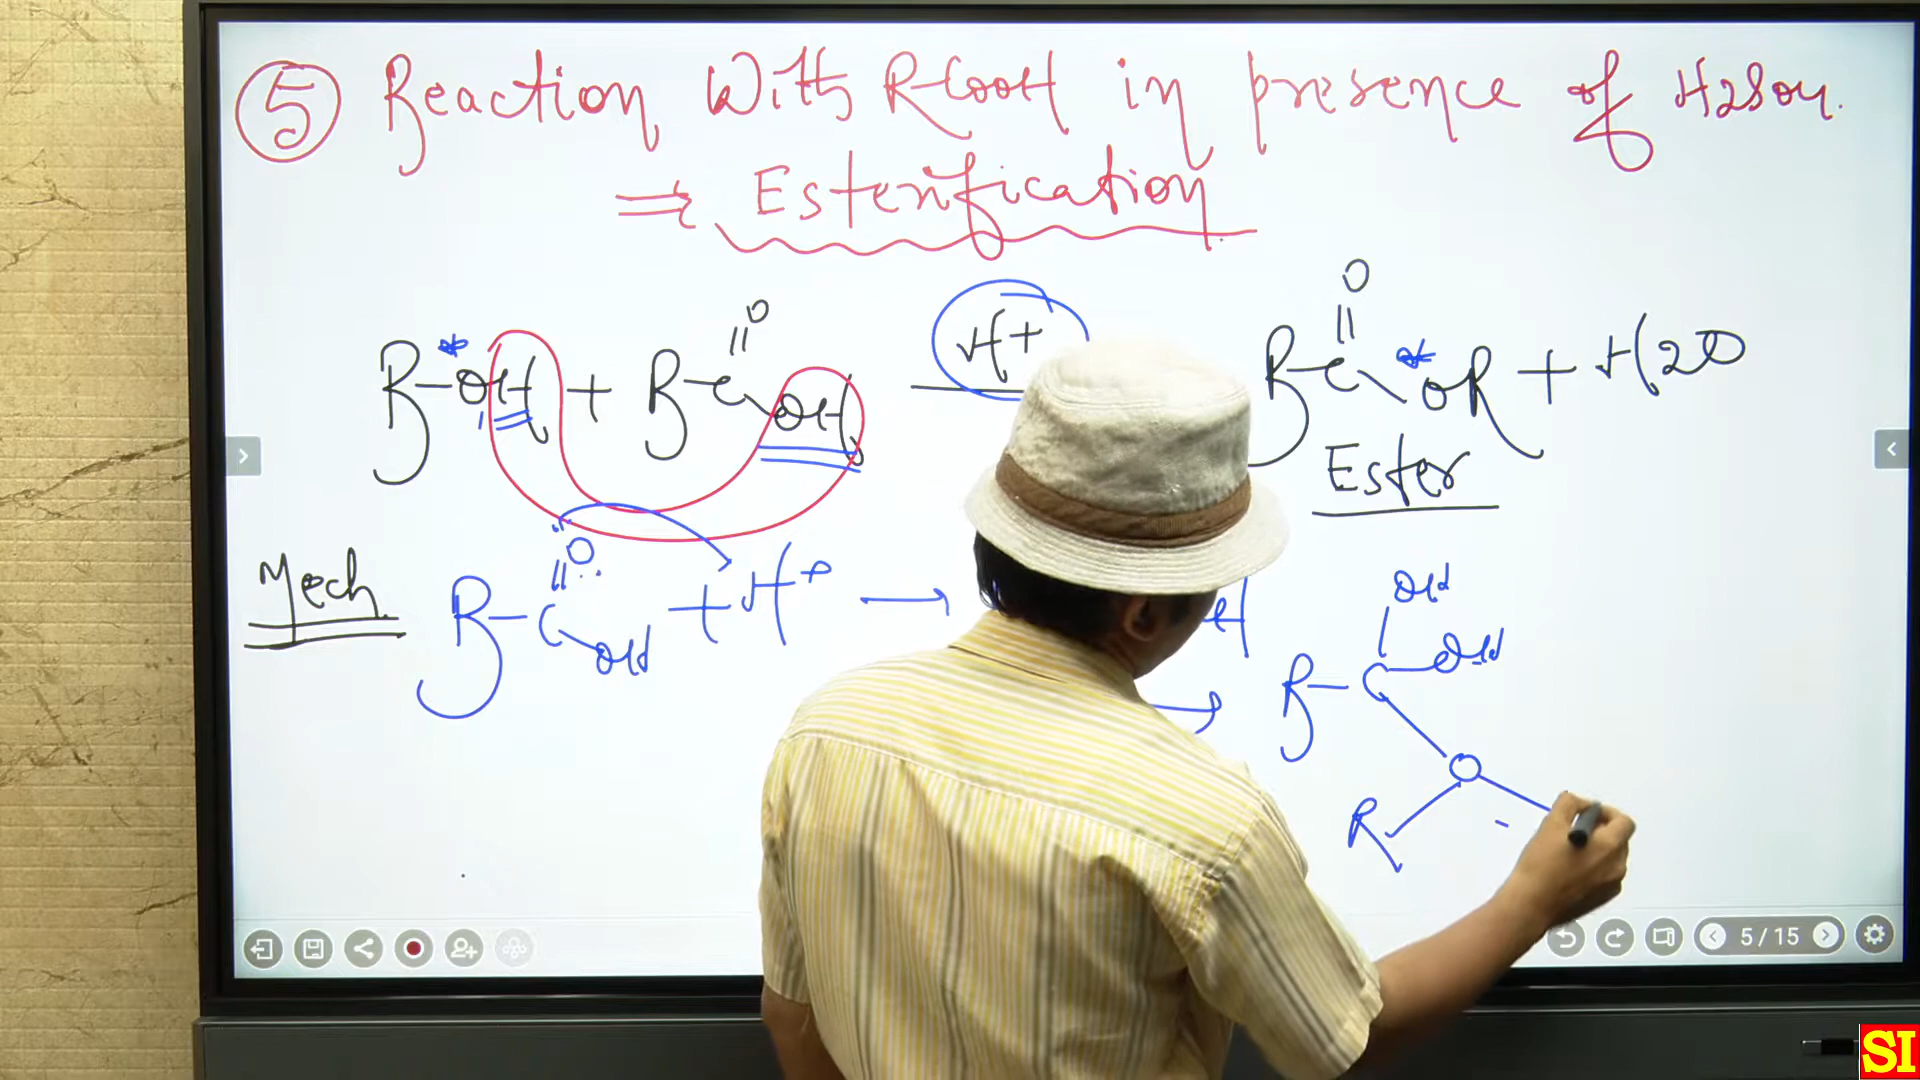 5 Reaction With R-COOH in presence of H2SO4.
⇒ Esterification
O O
R-OH + R-C-OH H+ R-C-OR + H2O
* *
Ester
Mech
R-C=O OH + H+ → OH
→ R-C-OH OH
O
R
5/15
SI